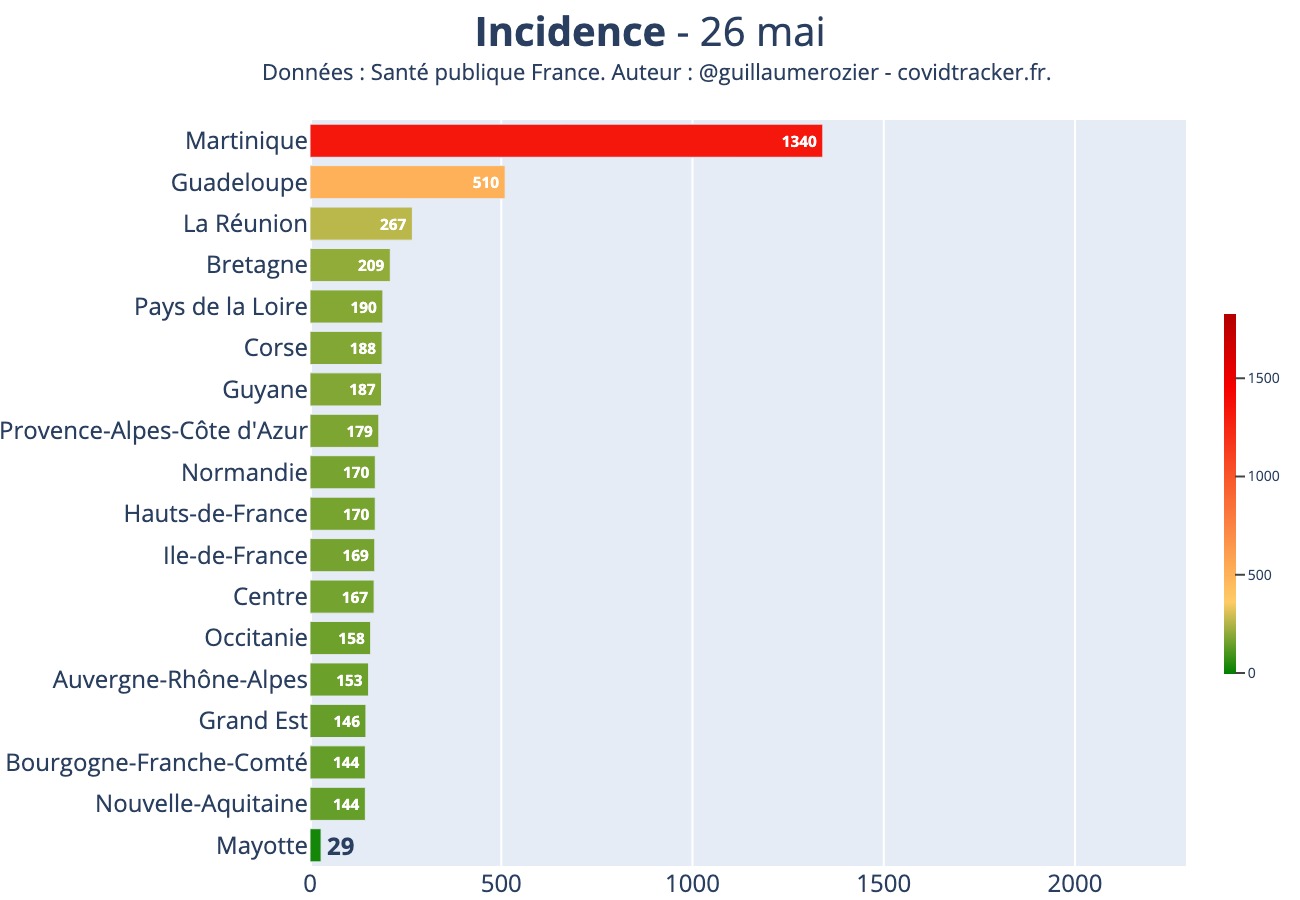 Incidence - 26 mai
Données : Santé publique France. Auteur : @guillaumerozier - covidtracker.fr.
Martinique 1340
Guadeloupe 510
La Réunion 267
Bretagne 209
Pays de la Loire 190
Corse 188
Guyane 187
Provence-Alpes-Côte d'Azur 179
Normandie 170
Hauts-de-France 170
Ile-de-France 169
Centre 167
Occitanie 158
Auvergne-Rhône-Alpes 153
Grand Est 146
Bourgogne-Franche-Comté 144
Nouvelle-Aquitaine 144
Mayotte 29
0 500 1000 1500 2000
1500
1000
500
0